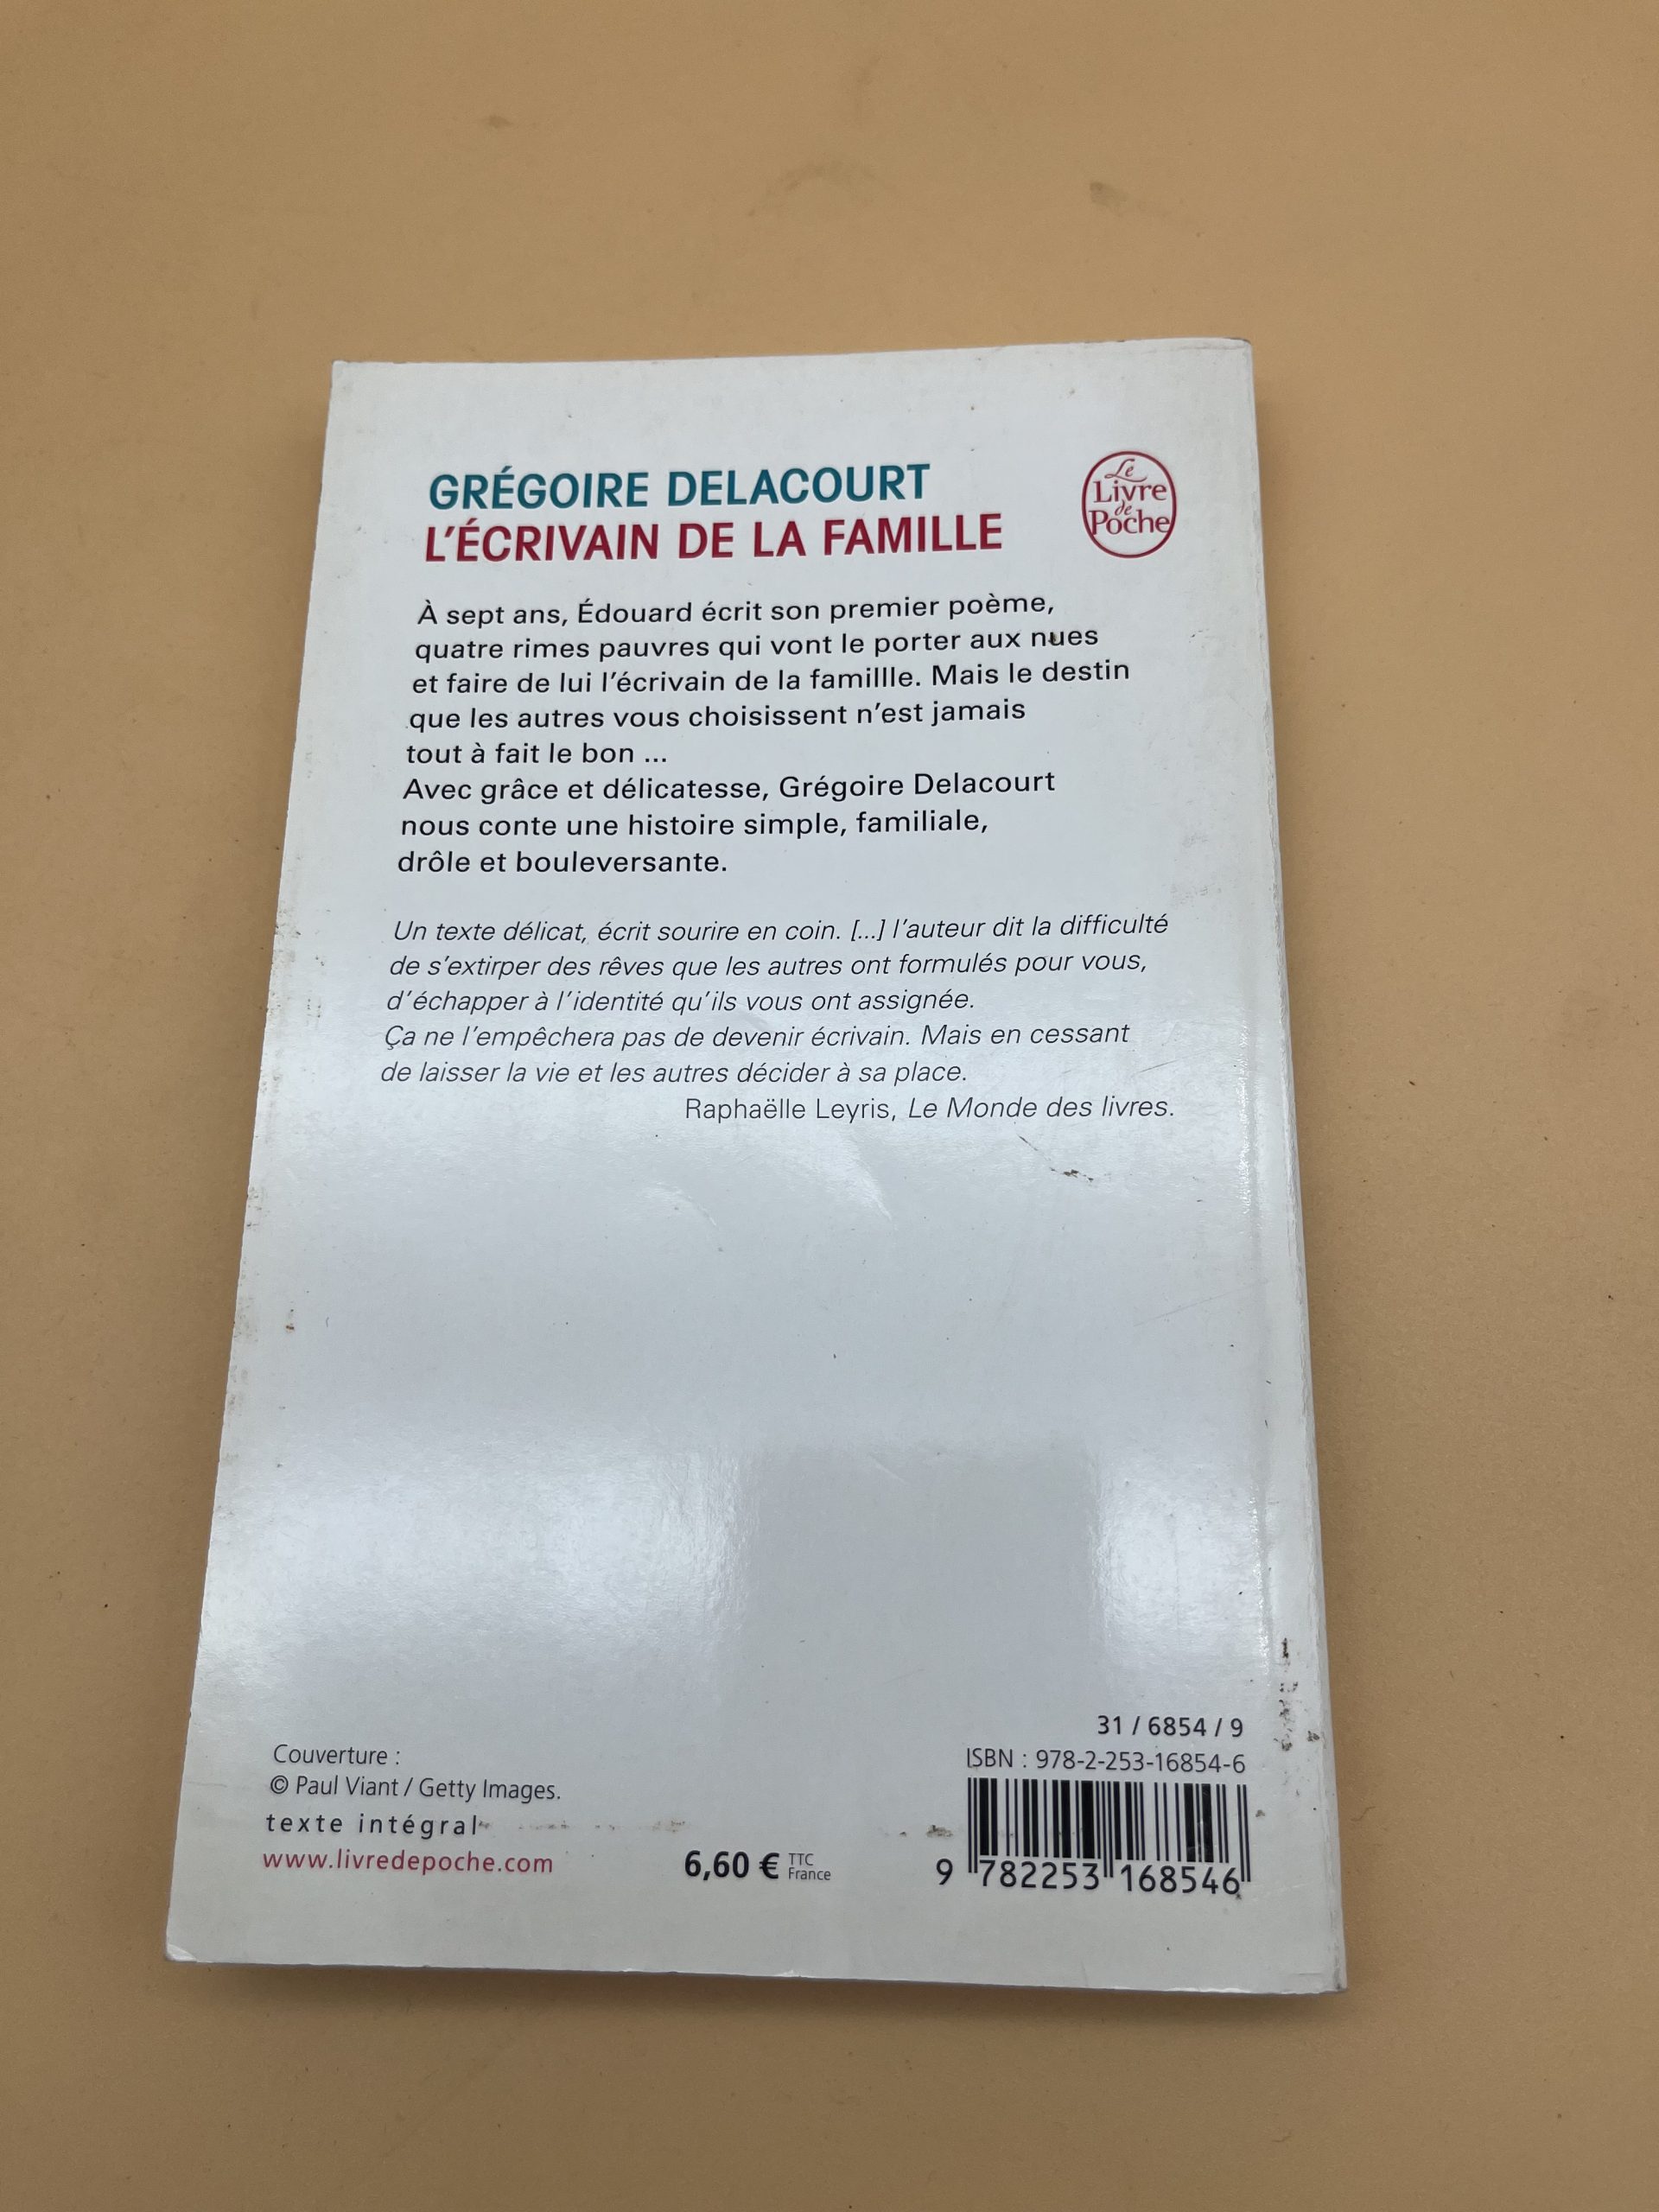 GRÉGOIRE DELACOURT
L'ÉCRIVAIN DE LA FAMILLE
Le
Livre
de
Poche
À sept ans, Édouard écrit son premier poème,
quatre rimes pauvres qui vont le porter aux nues
et faire de lui l'écrivain de la famillle. Mais le destin
que les autres vous choisissent n'est jamais
tout à fait le bon ...
Avec grâce et délicatesse, Grégoire Delacourt
nous conte une histoire simple, familiale,
drôle et bouleversante.
Un texte délicat, écrit sourire en coin. [...] l'auteur dit la difficulté
de s'extirper des rêves que les autres ont formulés pour vous,
d'échapper à l'identité qu'ils vous ont assignée.
Ça ne l'empêchera pas de devenir écrivain. Mais en cessant
de laisser la vie et les autres décider à sa place.
Raphaëlle Leyris, Le Monde des livres.
Couverture :
© Paul Viant / Getty Images.
texte intégral
www.livredepoche.com
6,60 € TTC France
31 / 6854 / 9
ISBN : 978-2-253-16854-6
9 782253 168546